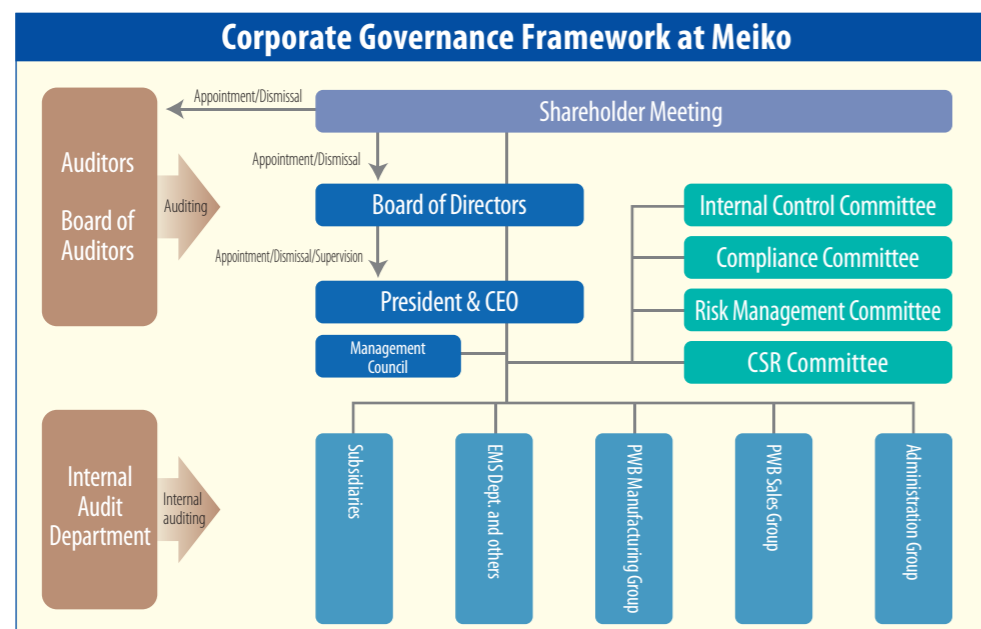 Corporate Governance Framework at Meiko
Appointment/Dismissal
Shareholder Meeting
Auditors
Board of
Auditors
Auditing
Appointment/Dismissal
Board of Directors
Appointment/Dismissal/Supervision
President & CEO
Management
Council
Internal Control Committee
Compliance Committee
Risk Management Committee
CSR Committee
Internal
Audit
Department
Internal
auditing
Subsidiaries
EMS Dept. and others
PWB Manufacturing Group
PWB Sales Group
Administration Group